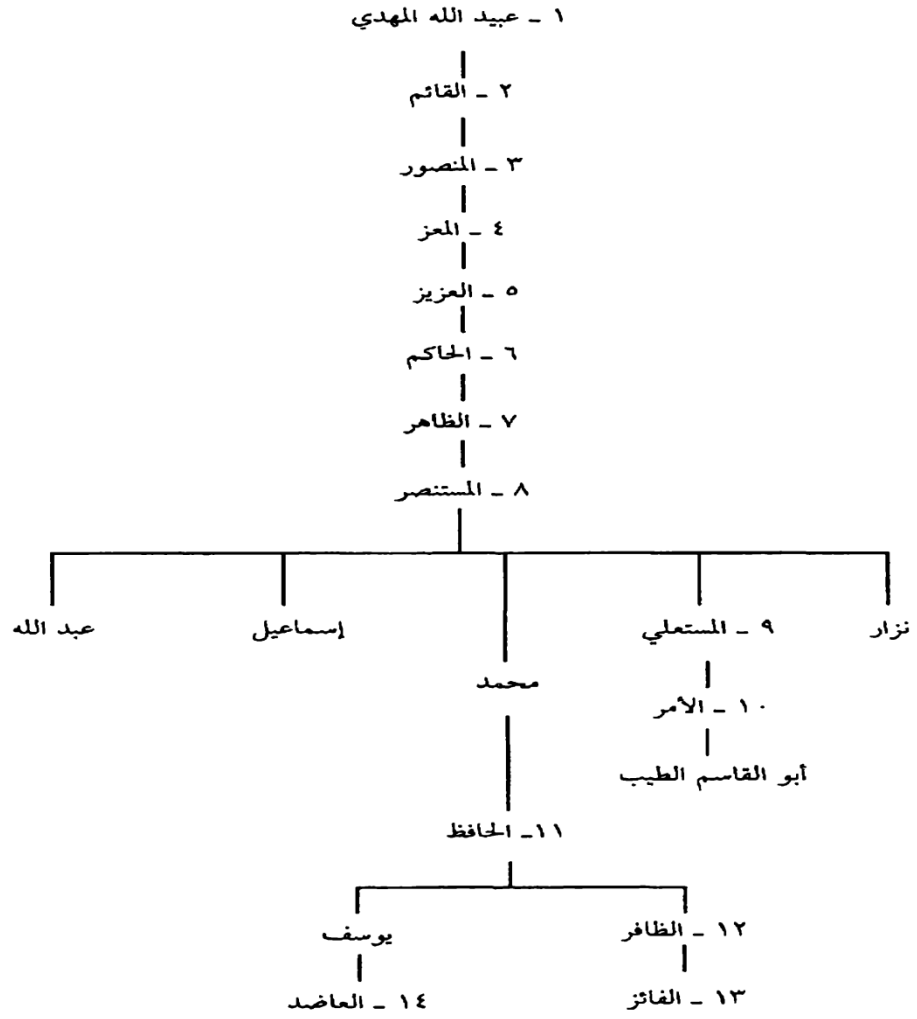 ١ ـ عبيد الله المهدي
٢ ـ القائم
٣ ـ المنصور
٤ ـ المعز
٥ ـ العزيز
٦ ـ الحاكم
٧ ـ الظاهر
٨ ـ المستنصر
نزار
٩ ـ المستعلي
إسماعيل
عبد الله
محمد
١٠ ـ الأمر
أبو القاسم الطيب
١١ـ الحافظ
١٢ ـ الظافر
يوسف
١٣ ـ الفائز
١٤ ـ العاضد